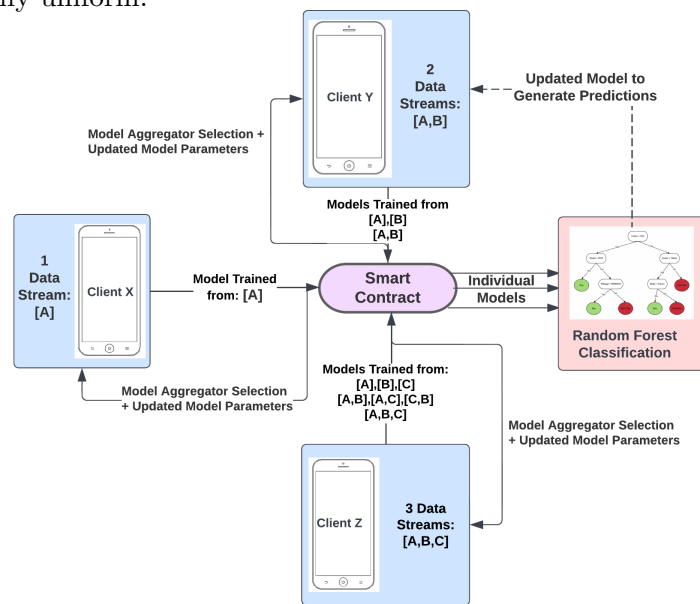 ny uniform.
2
Data
Streams:
[A,B]
Client Y
Updated Model to
Generate Predictions
Model Aggregator Selection +
Updated Model Parameters
Models Trained from
[A],[B]
[A,B]
1
Data
Stream:
[A]
Client X
Model Trained
from: [A]
Smart
Contract
Individual
Models
Random Forest
Classification
Model Aggregator Selection
+ Updated Model Parameters
Models Trained from:
[A],[B],[C]
[A,B],[A,C],[C,B]
[A,B,C]
Model Aggregator Selection
+ Updated Model Parameters
Client Z
3 Data
Streams:
[A,B,C]